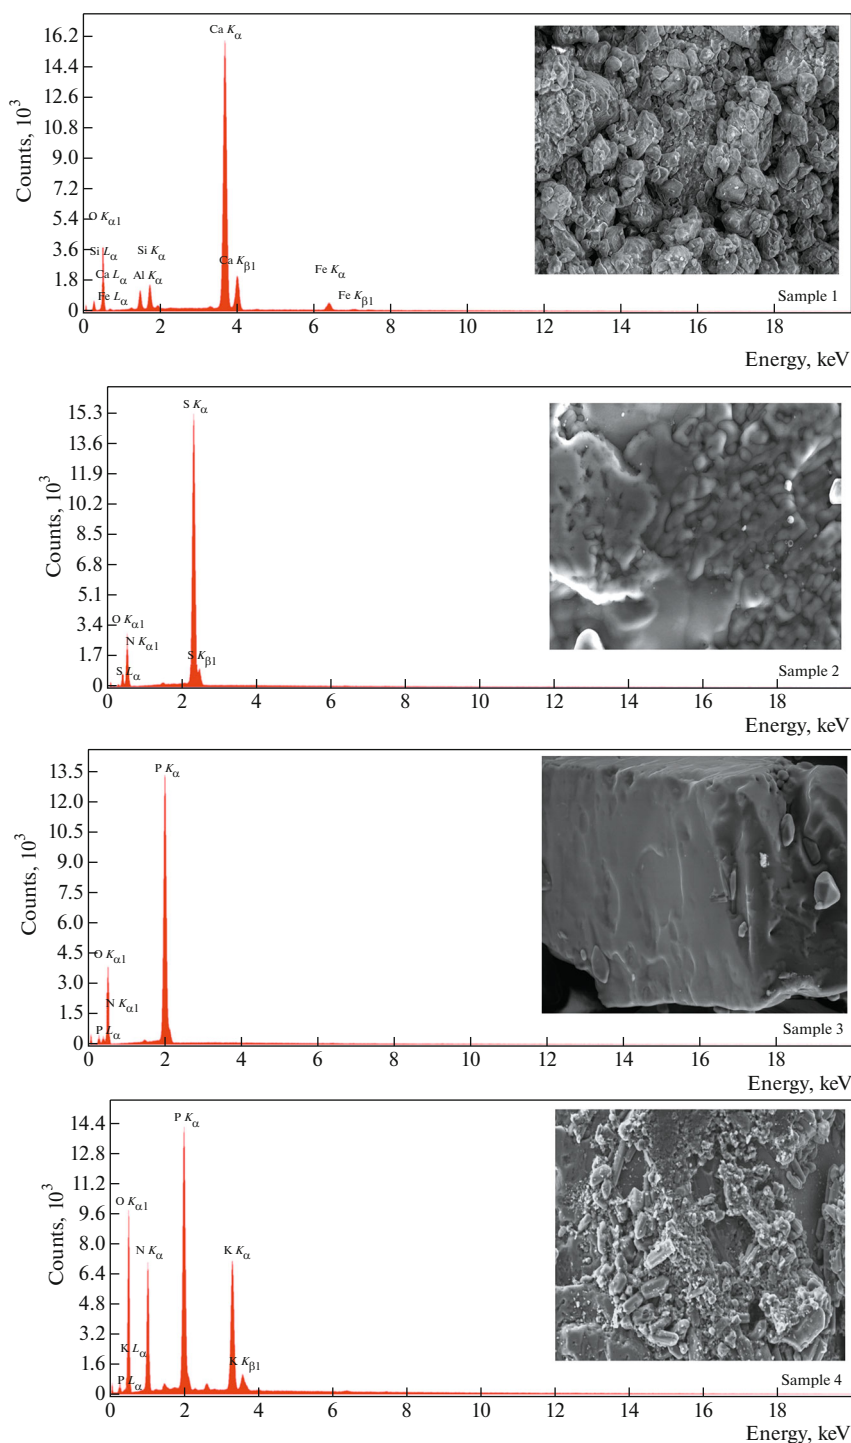 Counts, 10³
16.2
14.4
12.6
10.8
9.0
7.2
5.4
3.6
1.8
0
Ca Kα
O Kα1
Si Lα
Si Kα
Ca Lα
Al Kα
Fe Lα
Ca Kβ1
Fe Kα
Fe Kβ1
Sample 1
0 2 4 6 8 10 12 14 16 18
Energy, keV
Counts, 10³
15.3
13.6
11.9
10.2
8.5
6.8
5.1
3.4
1.7
0
S Kα
O Kα1
N Kα1
S Lα
S Kβ1
Sample 2
0 2 4 6 8 10 12 14 16 18
Energy, keV
Counts, 10³
13.5
12.0
10.5
9.0
7.5
6.0
4.5
3.0
1.5
0
P Kα
O Kα1
N Kα1
P Lα
Sample 3
0 2 4 6 8 10 12 14 16 18
Energy, keV
Counts, 10³
14.4
12.8
11.2
9.6
8.0
6.4
4.8
3.2
1.6
0
P Kα
O Kα1
N Kα
K Kα
K Lα
K Kβ1
P Lα
Sample 4
0 2 4 6 8 10 12 14 16 18
Energy, keV